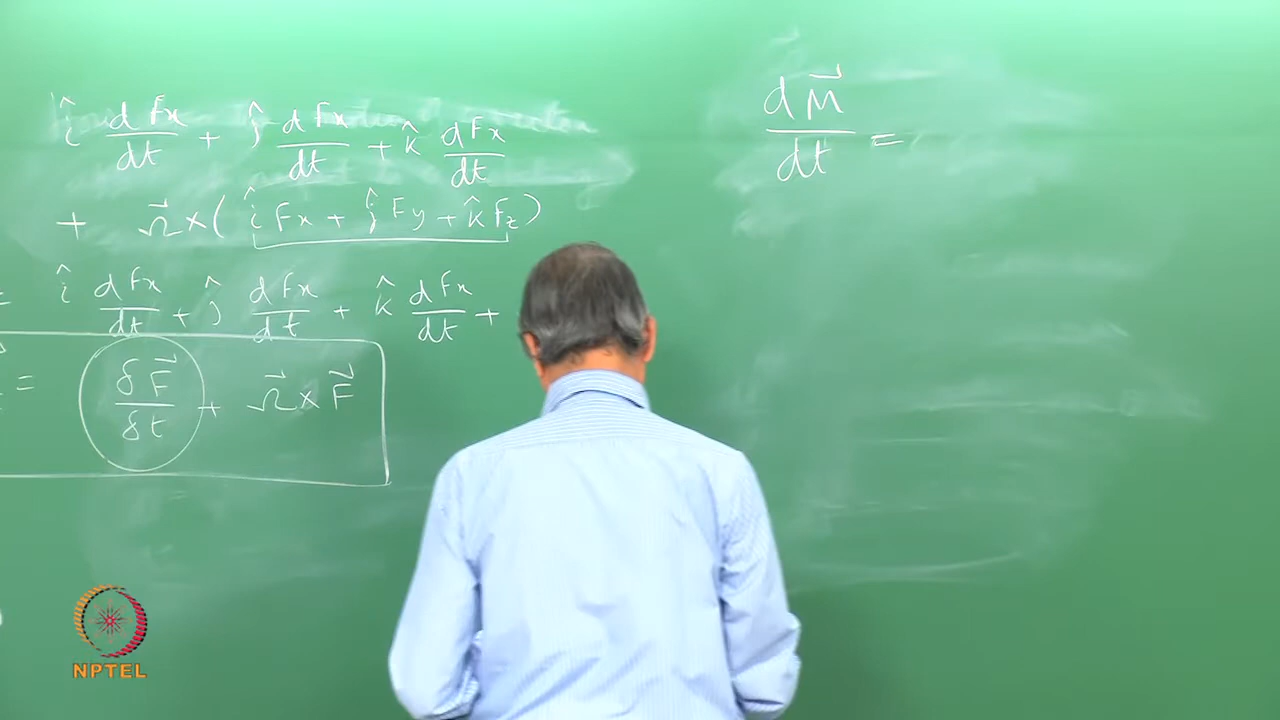 î dFx/dt + ĵ dFx/dt + k̂ dFx/dt
+ Ω⃗ × ( î Fx + ĵ Fy + k̂ Fz )
= î dFx/dt + ĵ dFx/dt + k̂ dFx/dt +
= δF⃗/δt + Ω⃗ × F⃗
dM⃗/dt =
NPTEL